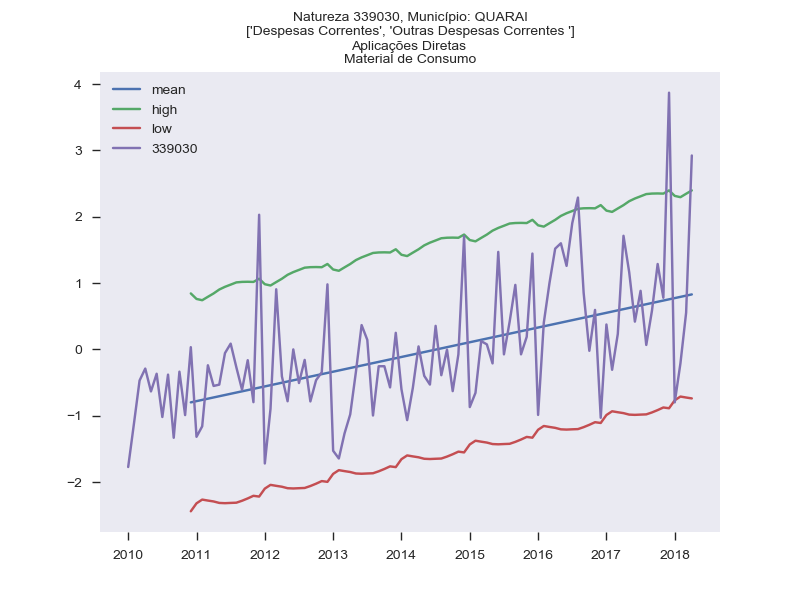 Natureza 339030, Município: QUARAI
['Despesas Correntes', 'Outras Despesas Correntes ']
Aplicações Diretas
Material de Consumo
mean
high
low
339030
4
3
2
1
0
−1
−2
2010 2011 2012 2013 2014 2015 2016 2017 2018